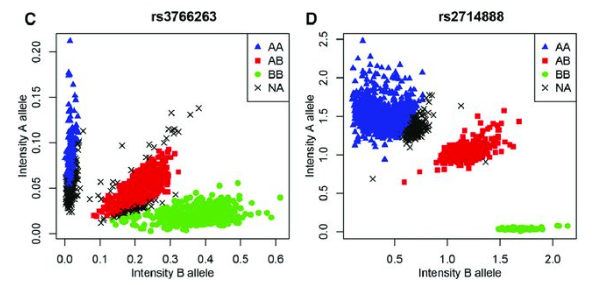 C
rs3766263
Intensity A allele
0.20
0.15
0.10
0.05
0.00
AA
AB
BB
NA
0.0 0.1 0.2 0.3 0.4 0.5 0.6
Intensity B allele
D
rs2714888
Intensity A allele
2.5
2.0
1.5
1.0
0.5
0.0
AA
AB
BB
NA
0.5 1.0 1.5 2.0
Intensity B allele